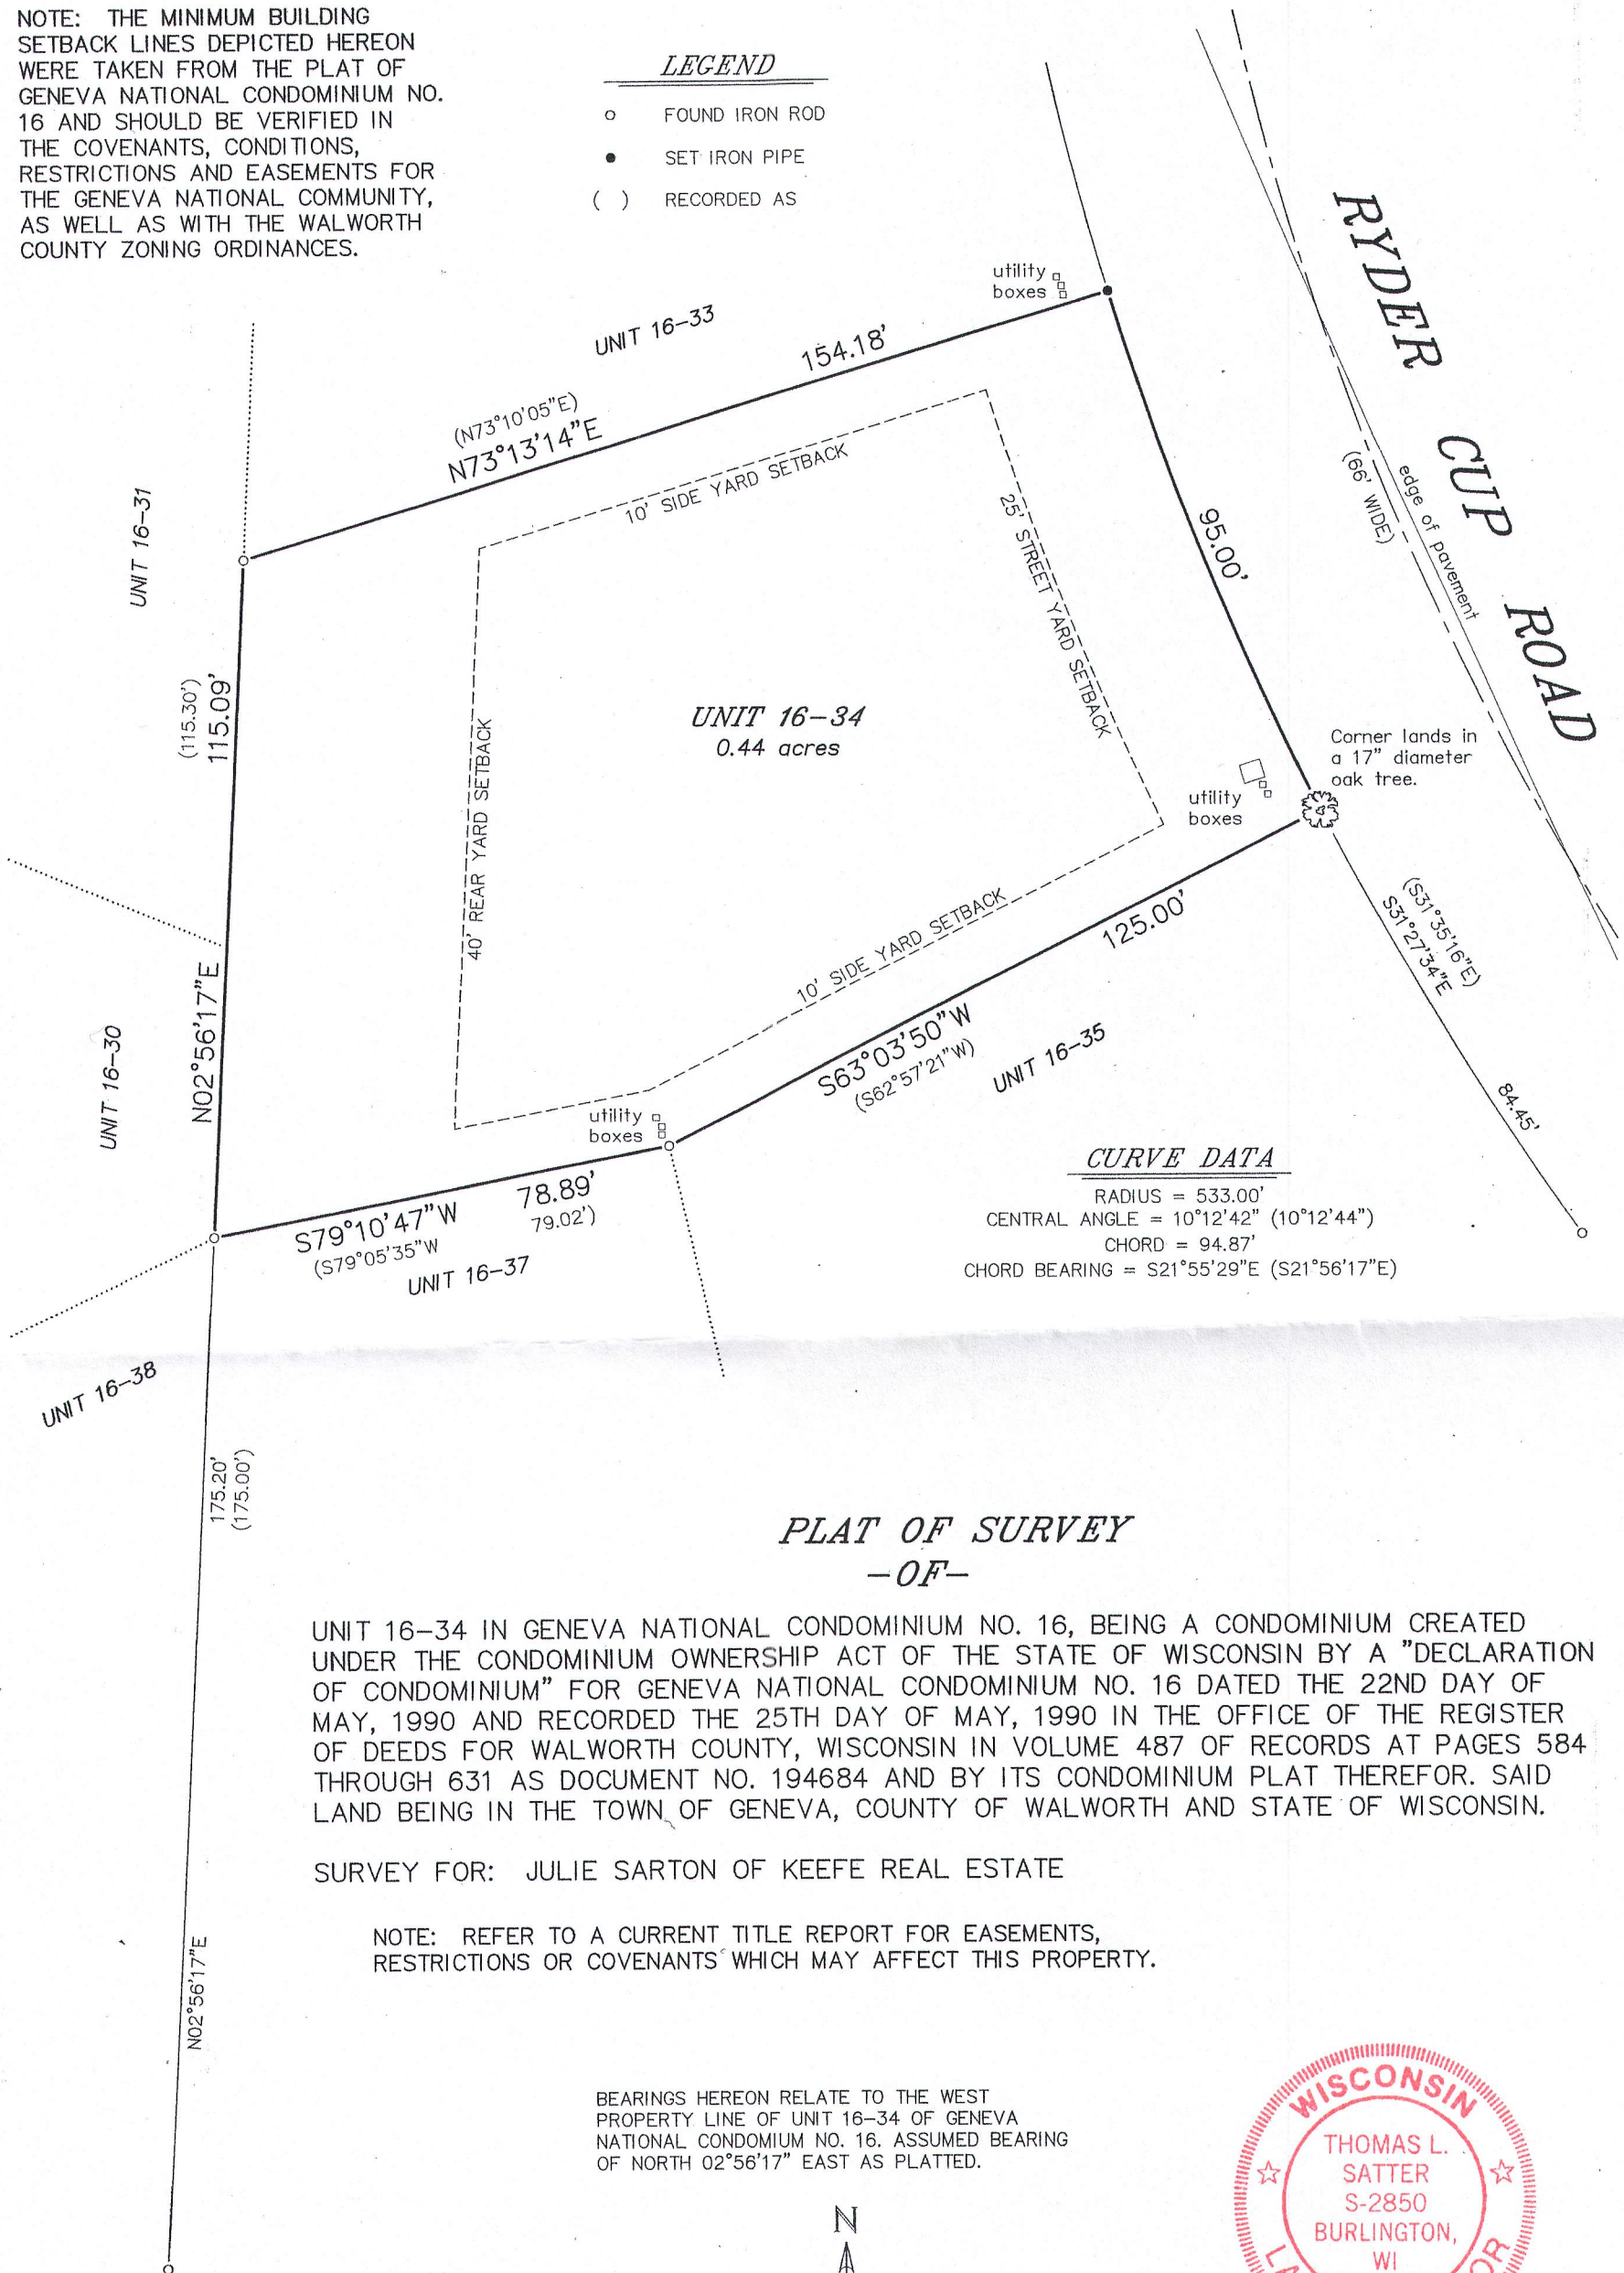 NOTE: THE MINIMUM BUILDING
SETBACK LINES DEPICTED HEREON
WERE TAKEN FROM THE PLAT OF
GENEVA NATIONAL CONDOMINIUM NO.
16 AND SHOULD BE VERIFIED IN
THE COVENANTS, CONDITIONS,
RESTRICTIONS AND EASEMENTS FOR
THE GENEVA NATIONAL COMMUNITY,
AS WELL AS WITH THE WALWORTH
COUNTY ZONING ORDINANCES.
LEGEND
FOUND IRON ROD
SET IRON PIPE
( ) RECORDED AS
RYDER CUP ROAD
(66' WIDE)
edge of pavement
utility
boxes
UNIT 16-33
154.18'
(N73°10'05"E)
N73°13'14"E
10' SIDE YARD SETBACK
25' STREET YARD SETBACK
95.00'
UNIT 16-31
(115.30')
115.09'
40' REAR YARD SETBACK
UNIT 16-34
0.44 acres
Corner lands in
a 17" diameter
oak tree.
utility
boxes
10' SIDE YARD SETBACK
125.00'
S63°03'50"W
(S62°57'21"W)
UNIT 16-35
(S31°35'16"E)
S31°27'34"E
84.45'
N02°56'17"E
UNIT 16-30
utility
boxes
78.89'
79.02')
S79°10'47"W
(S79°05'35"W
UNIT 16-37
CURVE DATA
RADIUS = 533.00'
CENTRAL ANGLE = 10°12'42" (10°12'44")
CHORD = 94.87'
CHORD BEARING = S21°55'29"E (S21°56'17"E)
UNIT 16-38
175.20'
(175.00')
N02°56'17"E
PLAT OF SURVEY
-OF-
UNIT 16-34 IN GENEVA NATIONAL CONDOMINIUM NO. 16, BEING A CONDOMINIUM CREATED
UNDER THE CONDOMINIUM OWNERSHIP ACT OF THE STATE OF WISCONSIN BY A "DECLARATION
OF CONDOMINIUM" FOR GENEVA NATIONAL CONDOMINIUM NO. 16 DATED THE 22ND DAY OF
MAY, 1990 AND RECORDED THE 25TH DAY OF MAY, 1990 IN THE OFFICE OF THE REGISTER
OF DEEDS FOR WALWORTH COUNTY, WISCONSIN IN VOLUME 487 OF RECORDS AT PAGES 584
THROUGH 631 AS DOCUMENT NO. 194684 AND BY ITS CONDOMINIUM PLAT THEREFOR. SAID
LAND BEING IN THE TOWN OF GENEVA, COUNTY OF WALWORTH AND STATE OF WISCONSIN.
SURVEY FOR: JULIE SARTON OF KEEFE REAL ESTATE
NOTE: REFER TO A CURRENT TITLE REPORT FOR EASEMENTS,
RESTRICTIONS OR COVENANTS WHICH MAY AFFECT THIS PROPERTY.
BEARINGS HEREON RELATE TO THE WEST
PROPERTY LINE OF UNIT 16-34 OF GENEVA
NATIONAL CONDOMIUM NO. 16. ASSUMED BEARING
OF NORTH 02°56'17" EAST AS PLATTED.
N
WISCONSIN
THOMAS L.
SATTER
S-2850
BURLINGTON,
WI